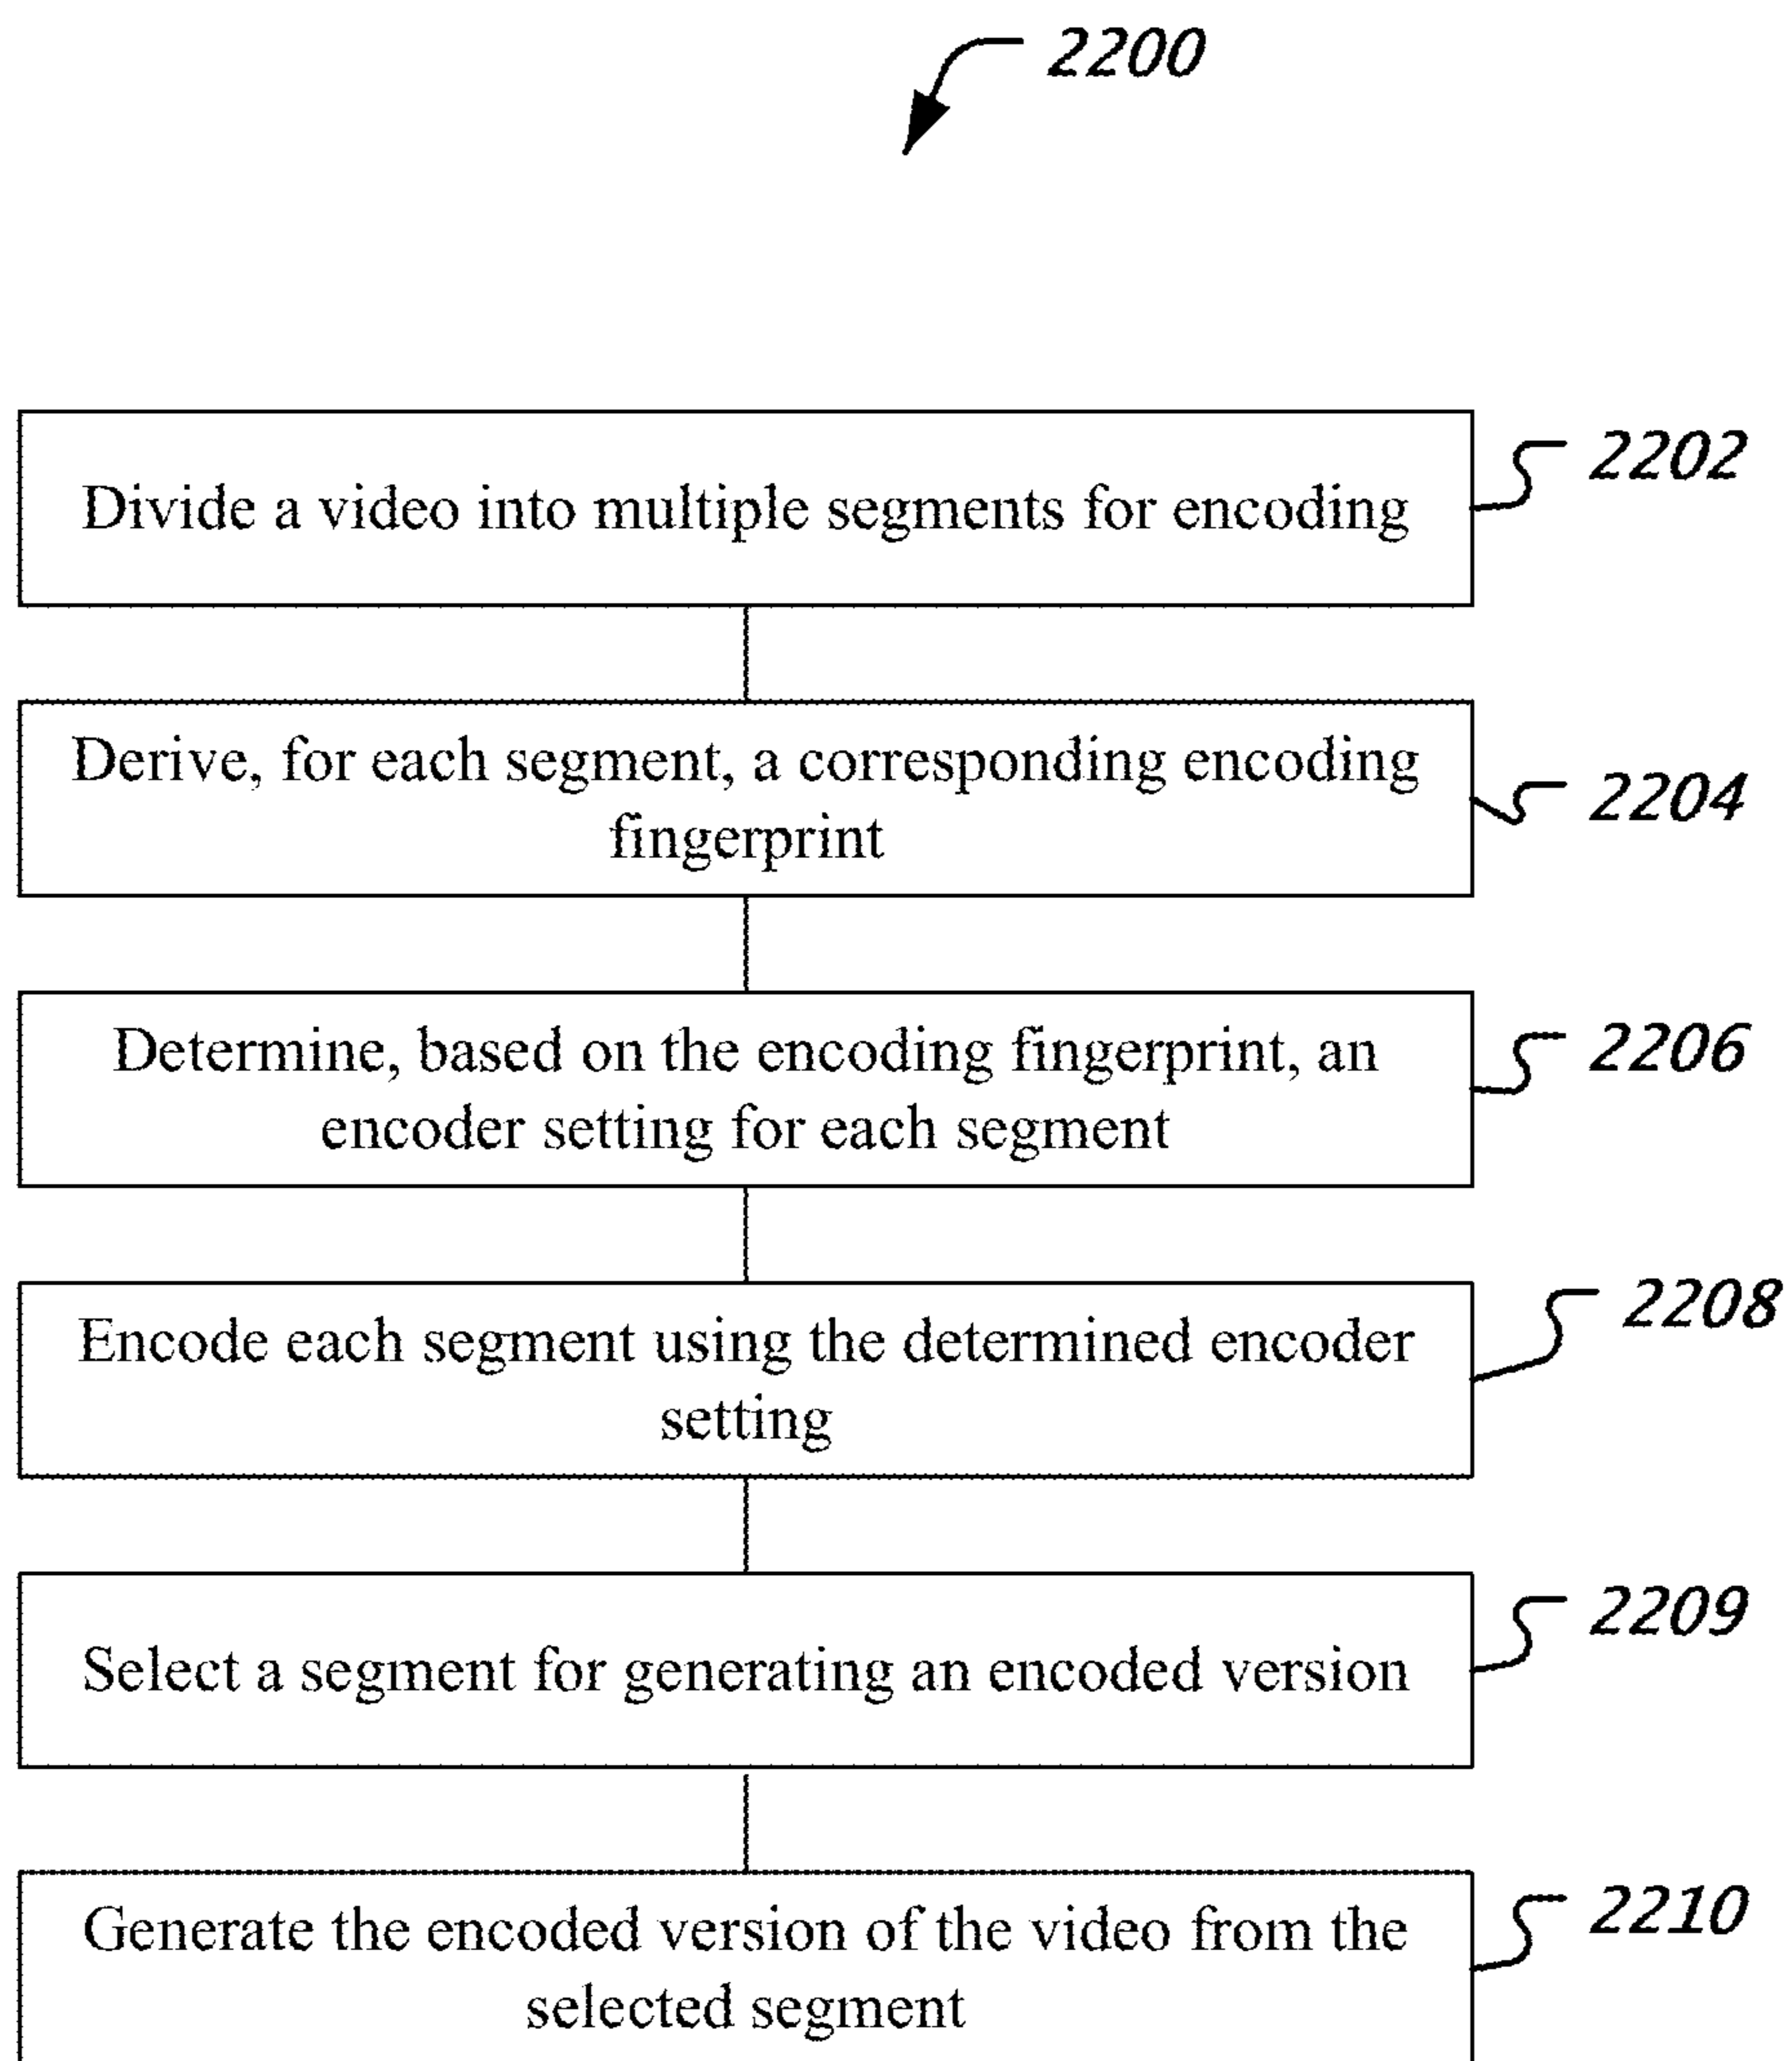 2200
Divide a video into multiple segments for encoding
2202
Derive, for each segment, a corresponding encoding
fingerprint
2204
Determine, based on the encoding fingerprint, an
encoder setting for each segment
2206
Encode each segment using the determined encoder
setting
2208
Select a segment for generating an encoded version
2209
Generate the encoded version of the video from the
selected segment
2210